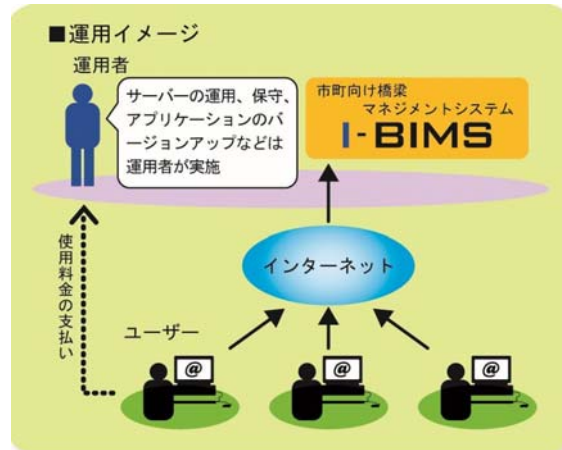 ■運用イメージ
運用者
サーバーの運用、保守、
アプリケーションのバ
ージョンアップなどは
運用者が実施
市町向け橋梁
マネジメントシステム
I-BIMS
インターネット
使用料金の支払い
ユーザー
@
@
@